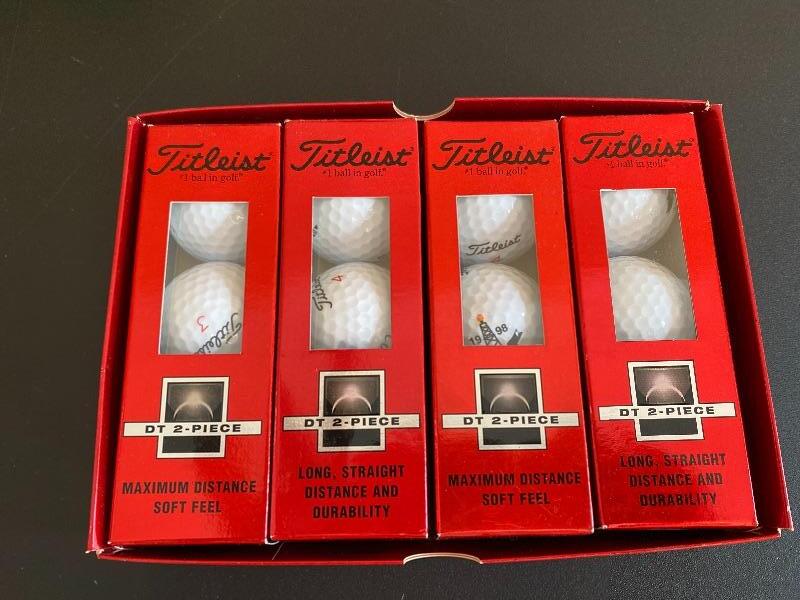 Titleist
"#1 ball in golf."
3
Titleist
DT 2-PIECE
MAXIMUM DISTANCE
SOFT FEEL
Titleist
"#1 ball in golf."
4
DT 2-PIECE
LONG, STRAIGHT
DISTANCE AND
DURABILITY
Titleist
"#1 ball in golf."
Titleist
1998
DT 2-PIECE
MAXIMUM DISTANCE
SOFT FEEL
Titleist
"#1 ball in golf."
DT 2-PIECE
LONG, STRAIGHT
DISTANCE AND
DURABILITY